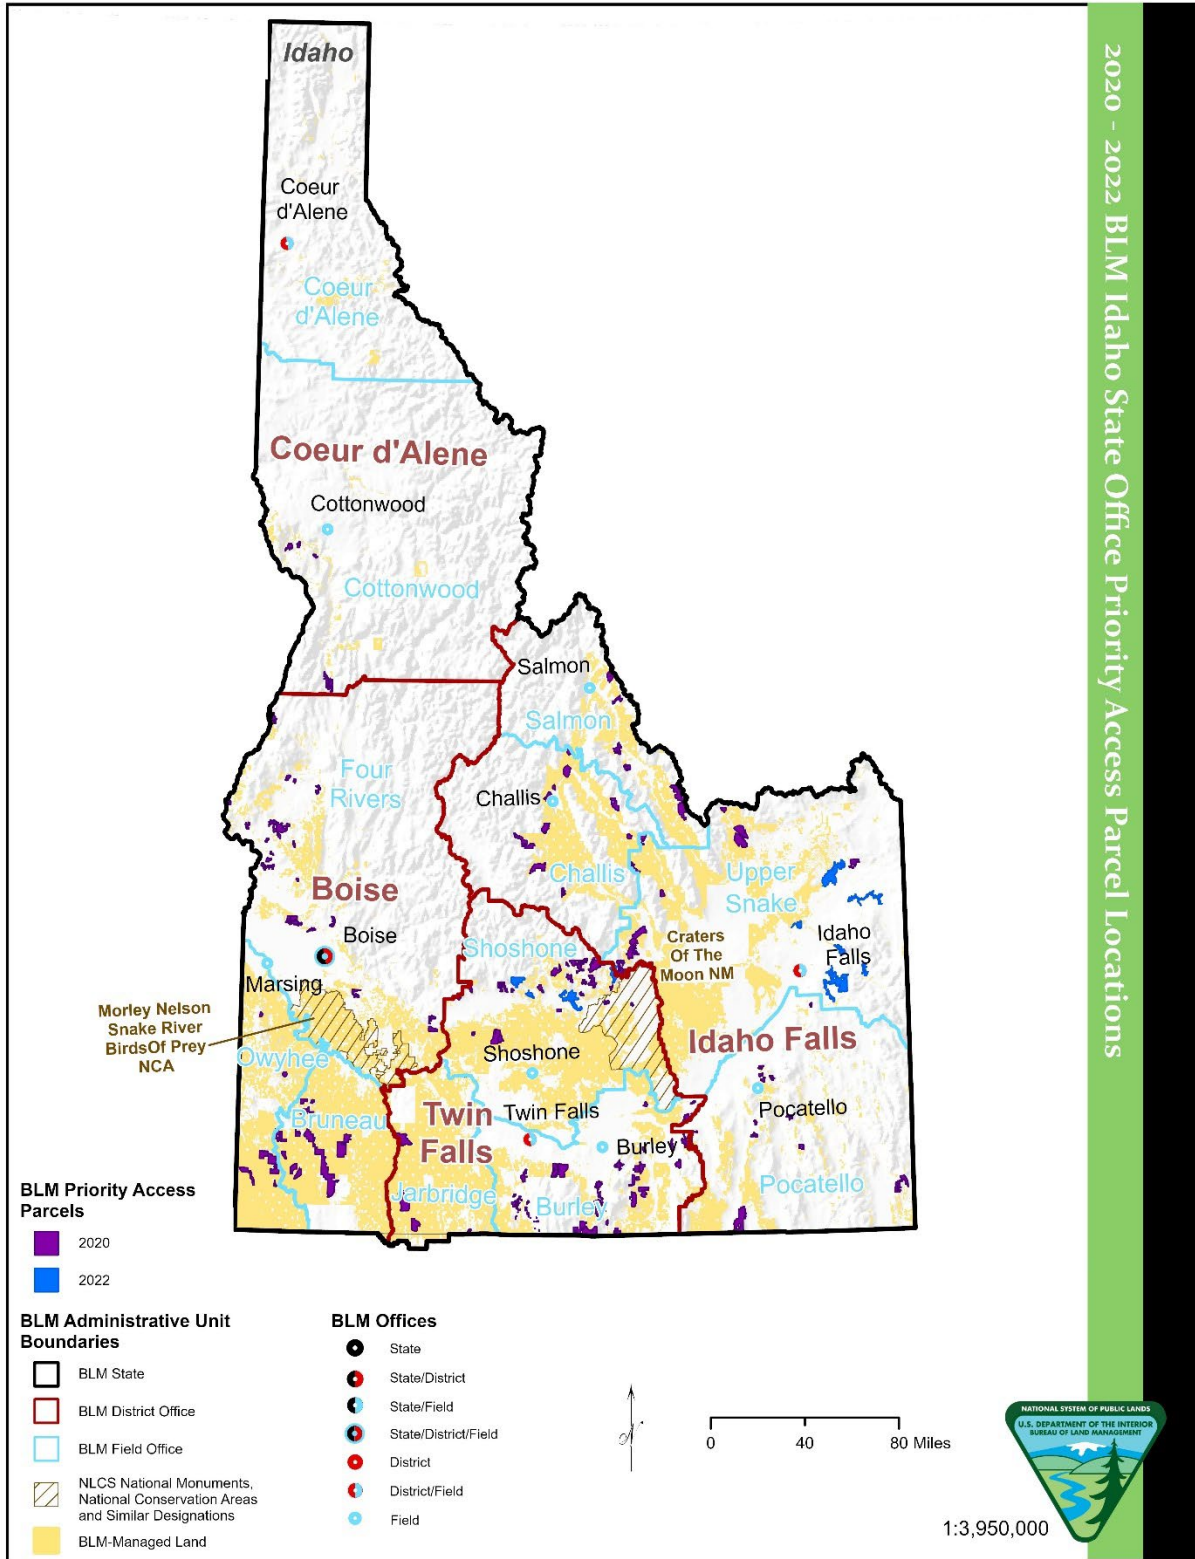 2020 - 2022 BLM Idaho State Office Priority Access Parcel Locations
Idaho
Coeur
d'Alene
Coeur
d'Alene
Coeur d'Alene
Cottonwood
Cottonwood
Salmon
Salmon
Four
Rivers
Challis
Challis
Upper
Snake
Boise
Boise
Shoshone
Craters
Of The
Moon NM
Idaho
Falls
Marsing
Morley Nelson
Snake River
BirdsOf Prey
NCA
Owyhee
Shoshone
Idaho Falls
Bruneau
Twin
Falls
Twin Falls
Pocatello
Burley
Jarbridge
Burley
Pocatello
BLM Priority Access
Parcels
2020
2022
BLM Administrative Unit
Boundaries
BLM State
BLM District Office
BLM Field Office
NLCS National Monuments,
National Conservation Areas
and Similar Designations
BLM-Managed Land
BLM Offices
State
State/District
State/Field
State/District/Field
District
District/Field
Field
N
0 40 80 Miles
1:3,950,000
NATIONAL SYSTEM OF PUBLIC LANDS
U.S. DEPARTMENT OF THE INTERIOR
BUREAU OF LAND MANAGEMENT